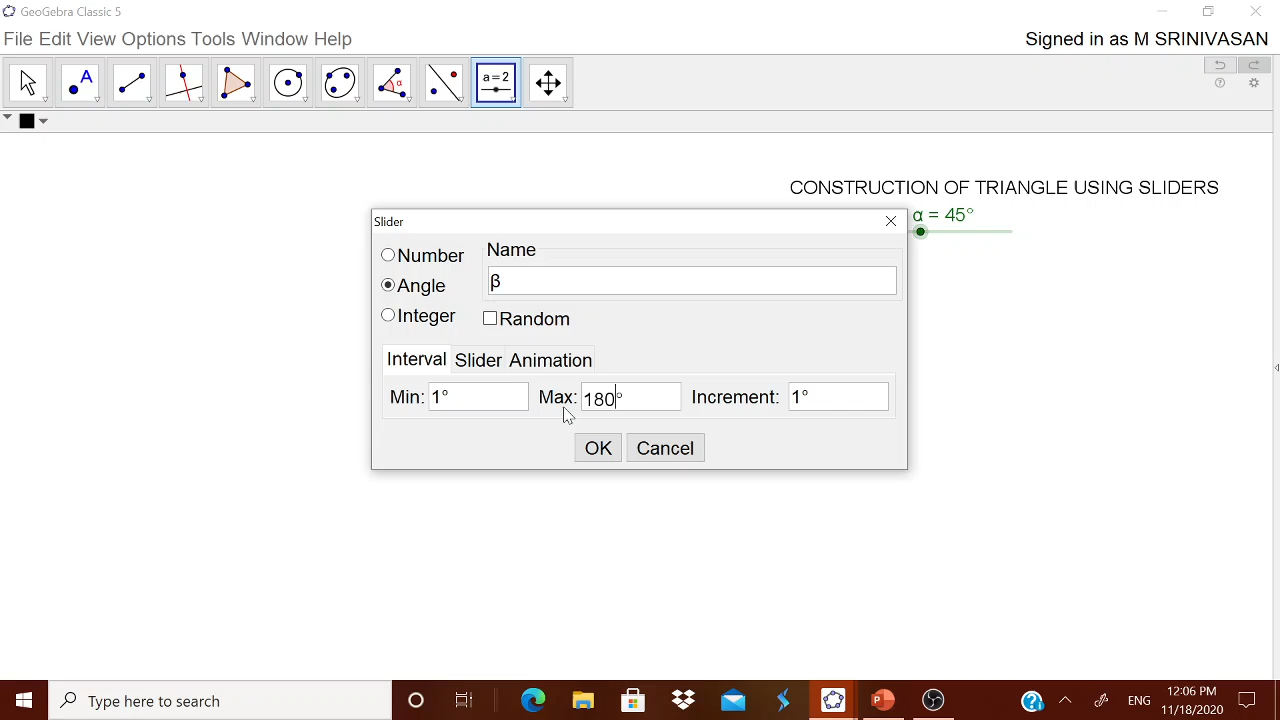 GeoGebra Classic 5
File Edit View Options Tools Window Help
Signed in as M SRINIVASAN
A
α
a=2
CONSTRUCTION OF TRIANGLE USING SLIDERS
α = 45°
Slider
Number
Angle
Integer
Name
β
Random
Interval Slider Animation
Min: 1° Max: 180° Increment: 1°
OK Cancel
Type here to search
ENG
12:06 PM
11/18/2020